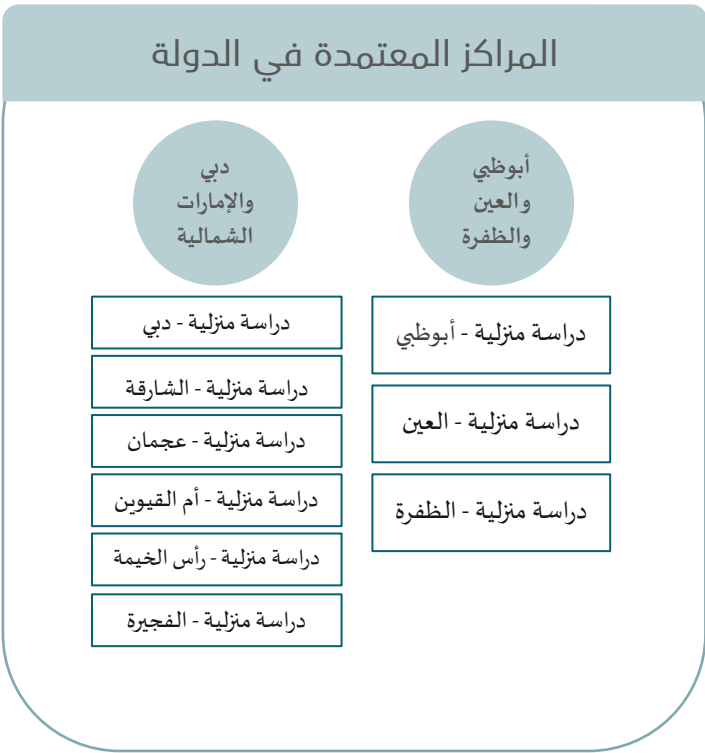 المراكز المعتمدة في الدولة
أبوظبي
والعين
والظفرة
دراسة منزلية - أبوظبي
دراسة منزلية - العين
دراسة منزلية - الظفرة
دبي
والإمارات
الشمالية
دراسة منزلية - دبي
دراسة منزلية - الشارقة
دراسة منزلية - عجمان
دراسة منزلية - أم القيوين
دراسة منزلية - رأس الخيمة
دراسة منزلية - الفجيرة